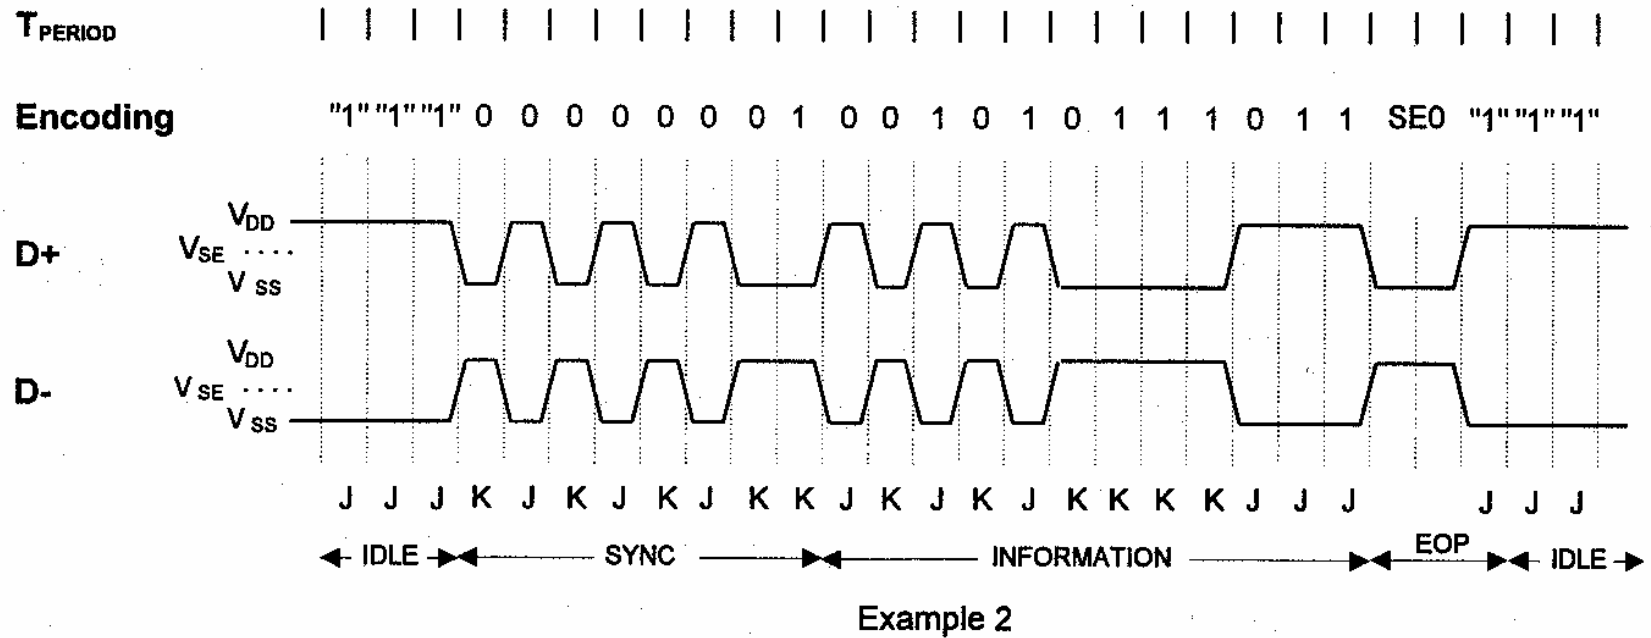 TPERIOD
Encoding "1" "1" "1" 0 0 0 0 0 0 0 1 0 0 1 0 1 0 1 1 1 0 1 1 SE0 "1" "1" "1"
VDD
D+ VSE ....
VSS
VDD
D- VSE ....
VSS
J J J K J K J K J K K J K J K J K K K K J J J J J J
IDLE SYNC INFORMATION EOP IDLE
Example 2